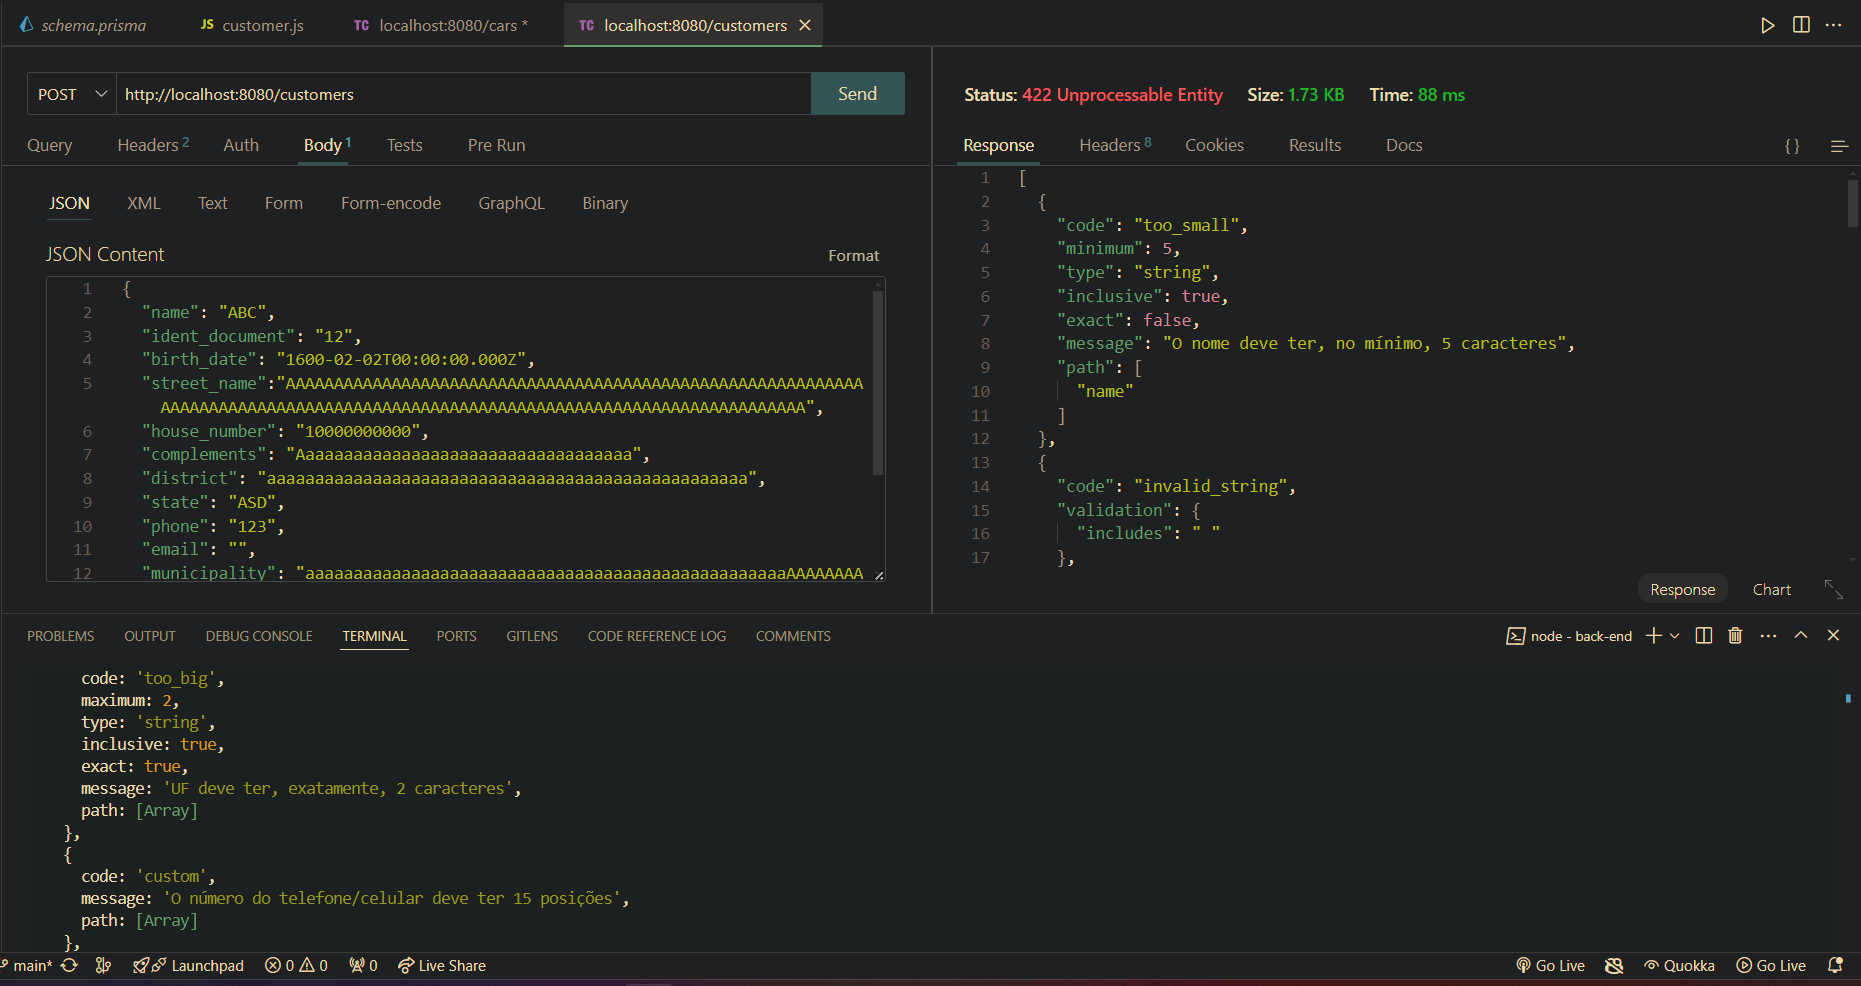 schema.prisma JS customer.js TC localhost:8080/cars * TC localhost:8080/customers
POST http://localhost:8080/customers Send
Query Headers 2 Auth Body 1 Tests Pre Run
JSON XML Text Form Form-encode GraphQL Binary
JSON Content Format
1 {
2 "name": "ABC",
3 "ident_document": "12",
4 "birth_date": "1600-02-02T00:00:00.000Z",
5 "street_name":"AAAAAAAAAAAAAAAAAAAAAAAAAAAAAAAAAAAAAAAAAAAAAAAAAAAAAAAAAAAA
AAAAAAAAAAAAAAAAAAAAAAAAAAAAAAAAAAAAAAAAAAAAAAAAAAAAAAAAAAAAAAAAAAA",
6 "house_number": "10000000000",
7 "complements": "Aaaaaaaaaaaaaaaaaaaaaaaaaaaaaaaaaaa",
8 "district": "aaaaaaaaaaaaaaaaaaaaaaaaaaaaaaaaaaaaaaaaaaaaaaaaaa",
9 "state": "ASD",
10 "phone": "123",
11 "email": "",
12 "municipality": "aaaaaaaaaaaaaaaaaaaaaaaaaaaaaaaaaaaaaaaaaaaaaaaaaaAAAAAAAA
Status: 422 Unprocessable Entity Size: 1.73 KB Time: 88 ms
Response Headers 8 Cookies Results Docs { }
1 [
2 {
3 "code": "too_small",
4 "minimum": 5,
5 "type": "string",
6 "inclusive": true,
7 "exact": false,
8 "message": "O nome deve ter, no mínimo, 5 caracteres",
9 "path": [
10 "name"
11 ]
12 },
13 {
14 "code": "invalid_string",
15 "validation": {
16 "includes": " "
17 },
Response Chart
PROBLEMS OUTPUT DEBUG CONSOLE TERMINAL PORTS GITLENS CODE REFERENCE LOG COMMENTS node - back-end
code: 'too_big',
maximum: 2,
type: 'string',
inclusive: true,
exact: true,
message: 'UF deve ter, exatamente, 2 caracteres',
path: [Array]
},
{
code: 'custom',
message: 'O número do telefone/celular deve ter 15 posições',
path: [Array]
},
main* Launchpad 0 0 0 Live Share Go Live Quokka Go Live